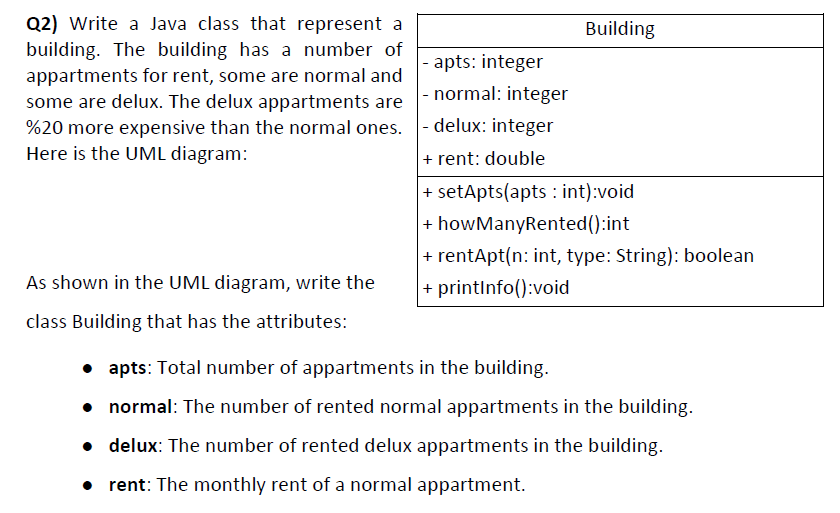 Q2) Write a Java class that represent a
building. The building has a number of
appartments for rent, some are normal and
some are delux. The delux appartments are
%20 more expensive than the normal ones.
Here is the UML diagram:
Building
- apts: integer
- normal: integer
- delux: integer
+ rent: double
+ setApts(apts : int):void
+ howManyRented():int
+ rentApt(n: int, type: String): boolean
+ printInfo():void
As shown in the UML diagram, write the
class Building that has the attributes:
● apts: Total number of appartments in the building.
● normal: The number of rented normal appartments in the building.
● delux: The number of rented delux appartments in the building.
● rent: The monthly rent of a normal appartment.